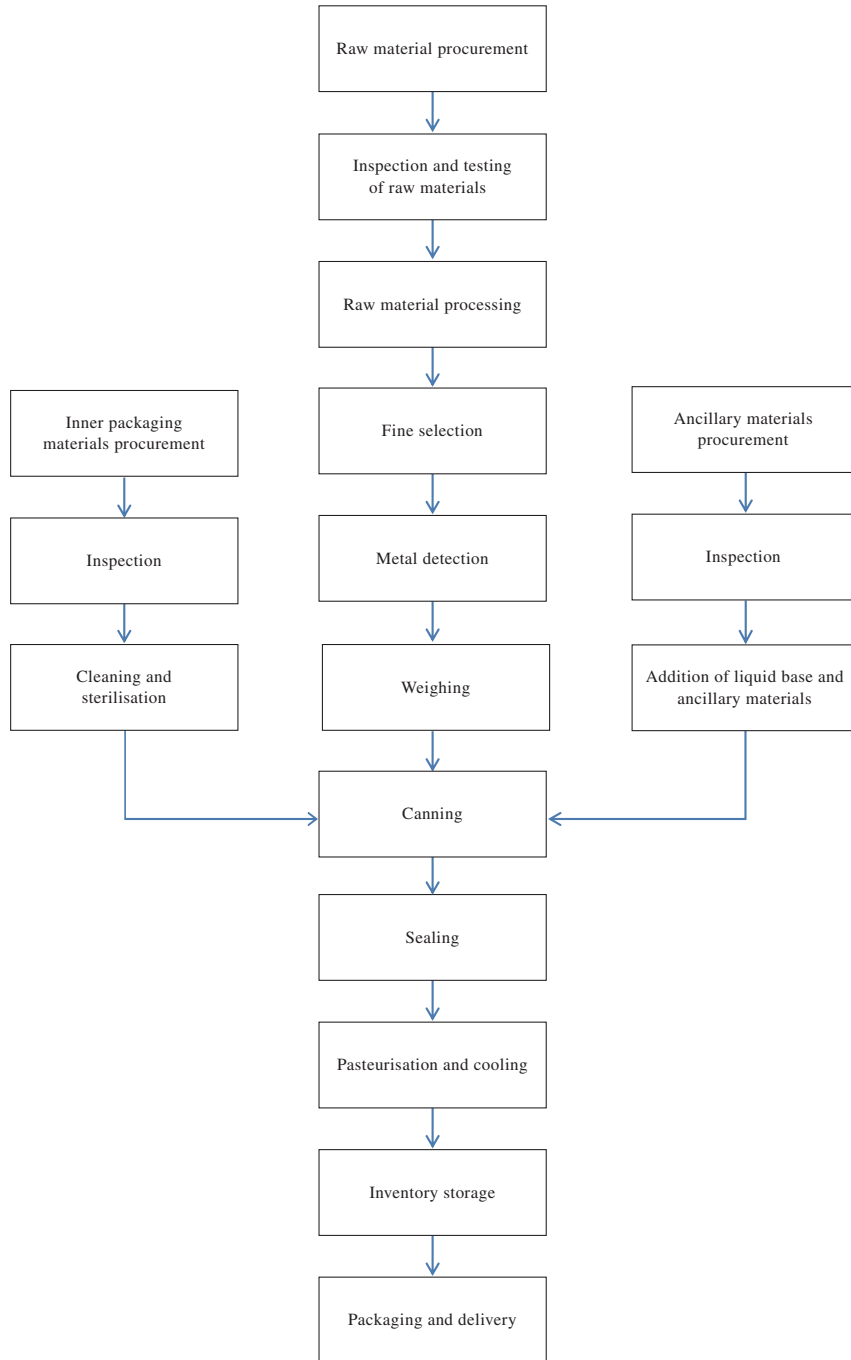 Raw material procurement
Inspection and testing
of raw materials
Raw material processing
Inner packaging
materials procurement
Fine selection
Ancillary materials
procurement
Inspection
Metal detection
Inspection
Cleaning and
sterilisation
Weighing
Addition of liquid base and
ancillary materials
Canning
Sealing
Pasteurisation and cooling
Inventory storage
Packaging and delivery